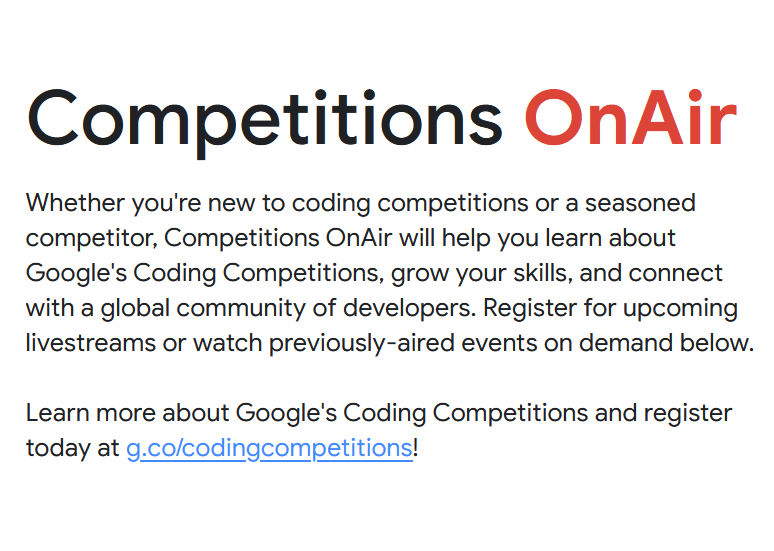 Competitions OnAir
Whether you're new to coding competitions or a seasoned
competitor, Competitions OnAir will help you learn about
Google's Coding Competitions, grow your skills, and connect
with a global community of developers. Register for upcoming
livestreams or watch previously-aired events on demand below.
Learn more about Google's Coding Competitions and register
today at g.co/codingcompetitions!